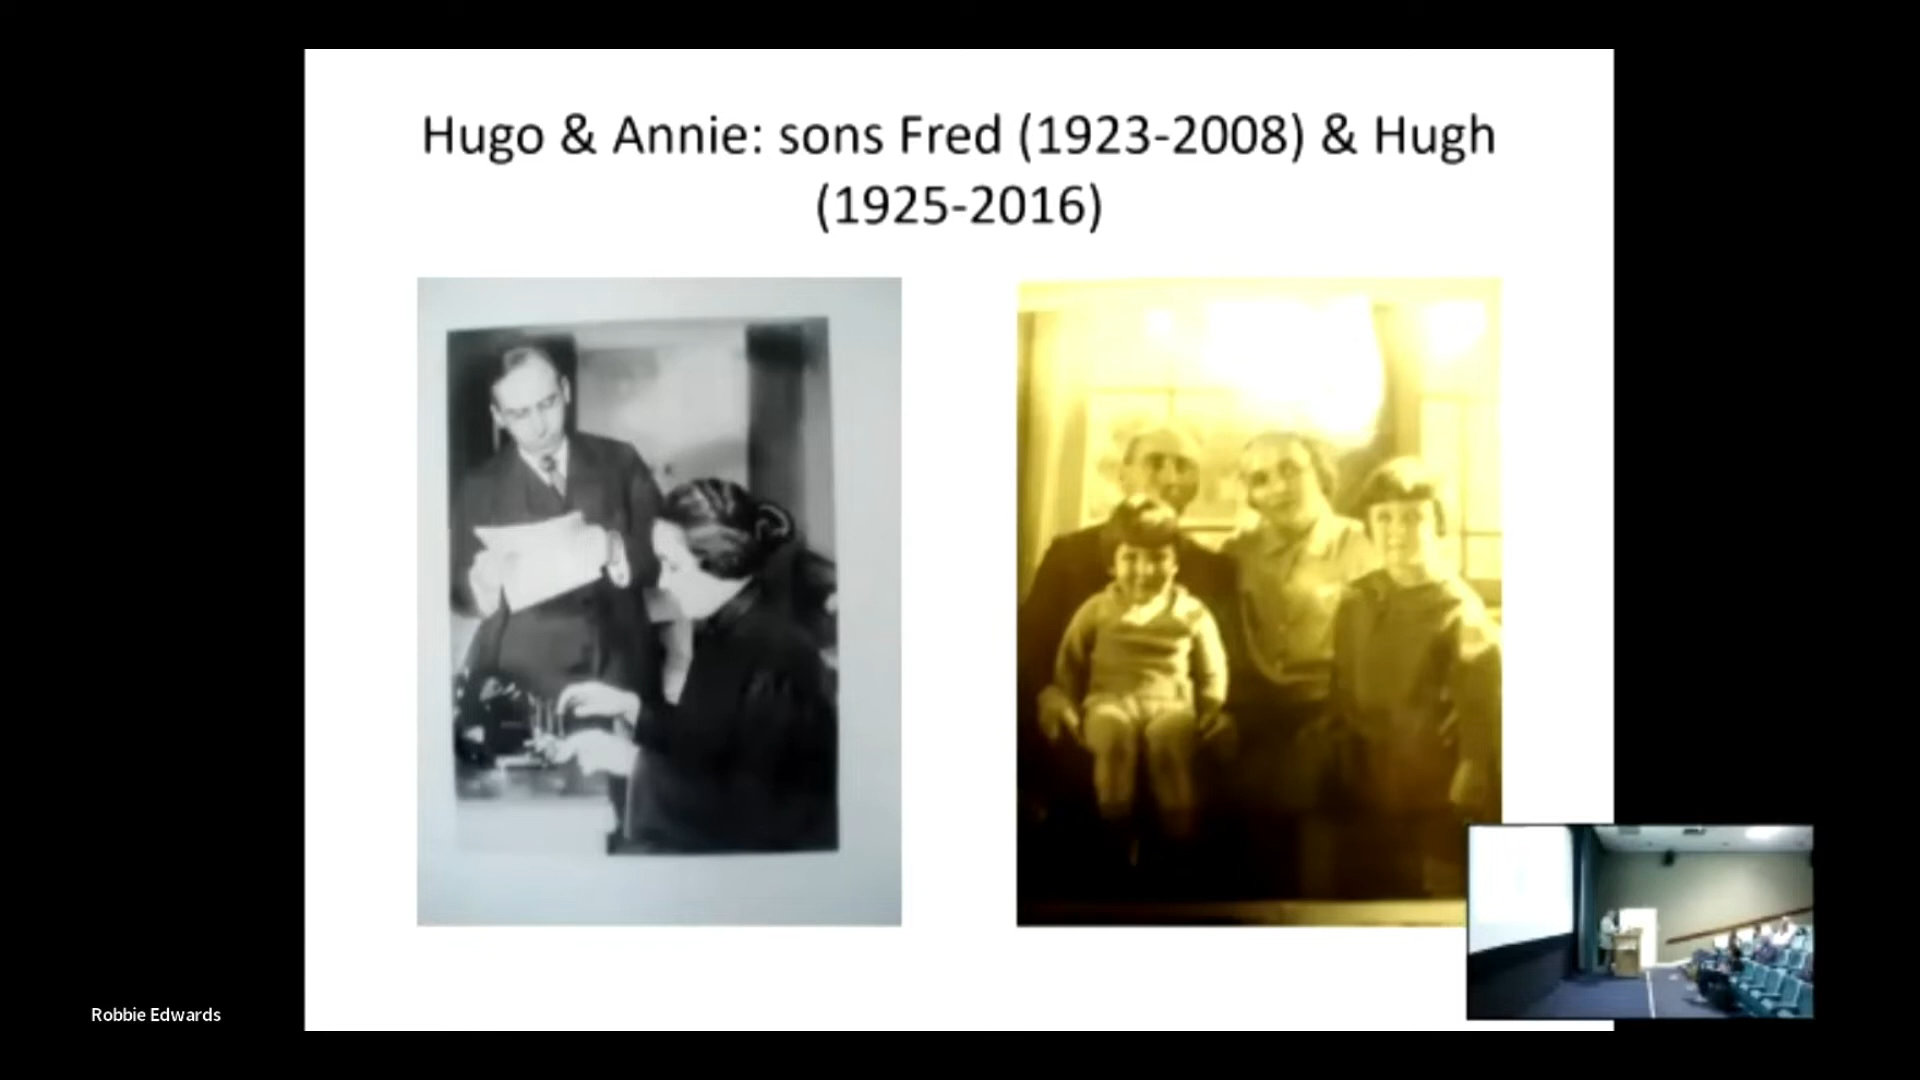 Hugo & Annie: sons Fred (1923-2008) & Hugh
(1925-2016)
Robbie Edwards